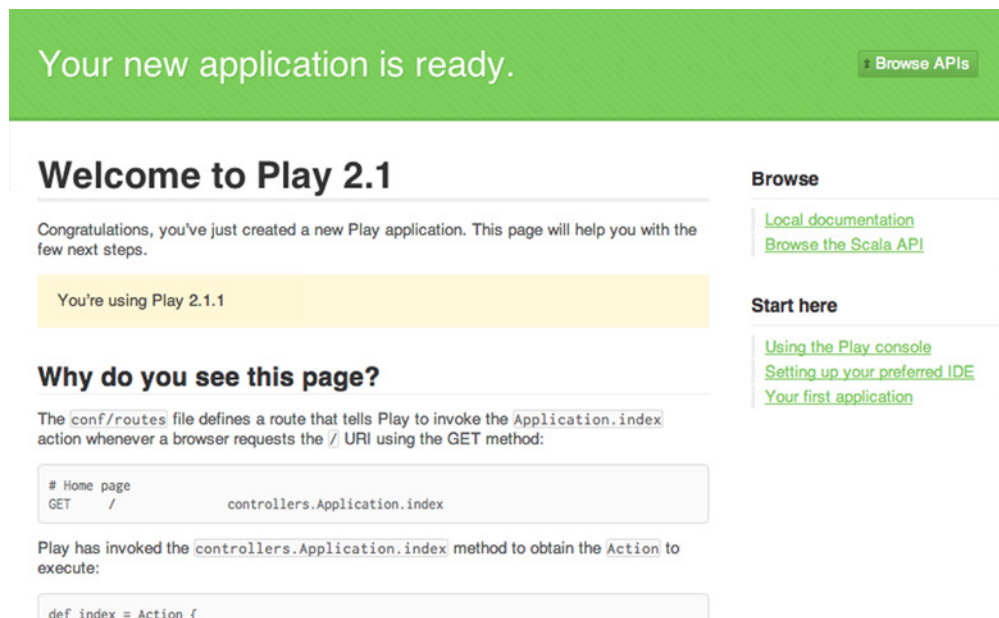 Your new application is ready.
Browse APIs
Welcome to Play 2.1
Congratulations, you've just created a new Play application. This page will help you with the
few next steps.
You're using Play 2.1.1
Why do you see this page?
The conf/routes file defines a route that tells Play to invoke the Application.index
action whenever a browser requests the / URI using the GET method:
# Home page
GET / controllers.Application.index
Play has invoked the controllers.Application.index method to obtain the Action to
execute:
def index = Action {
Browse
Local documentation
Browse the Scala API
Start here
Using the Play console
Setting up your preferred IDE
Your first application